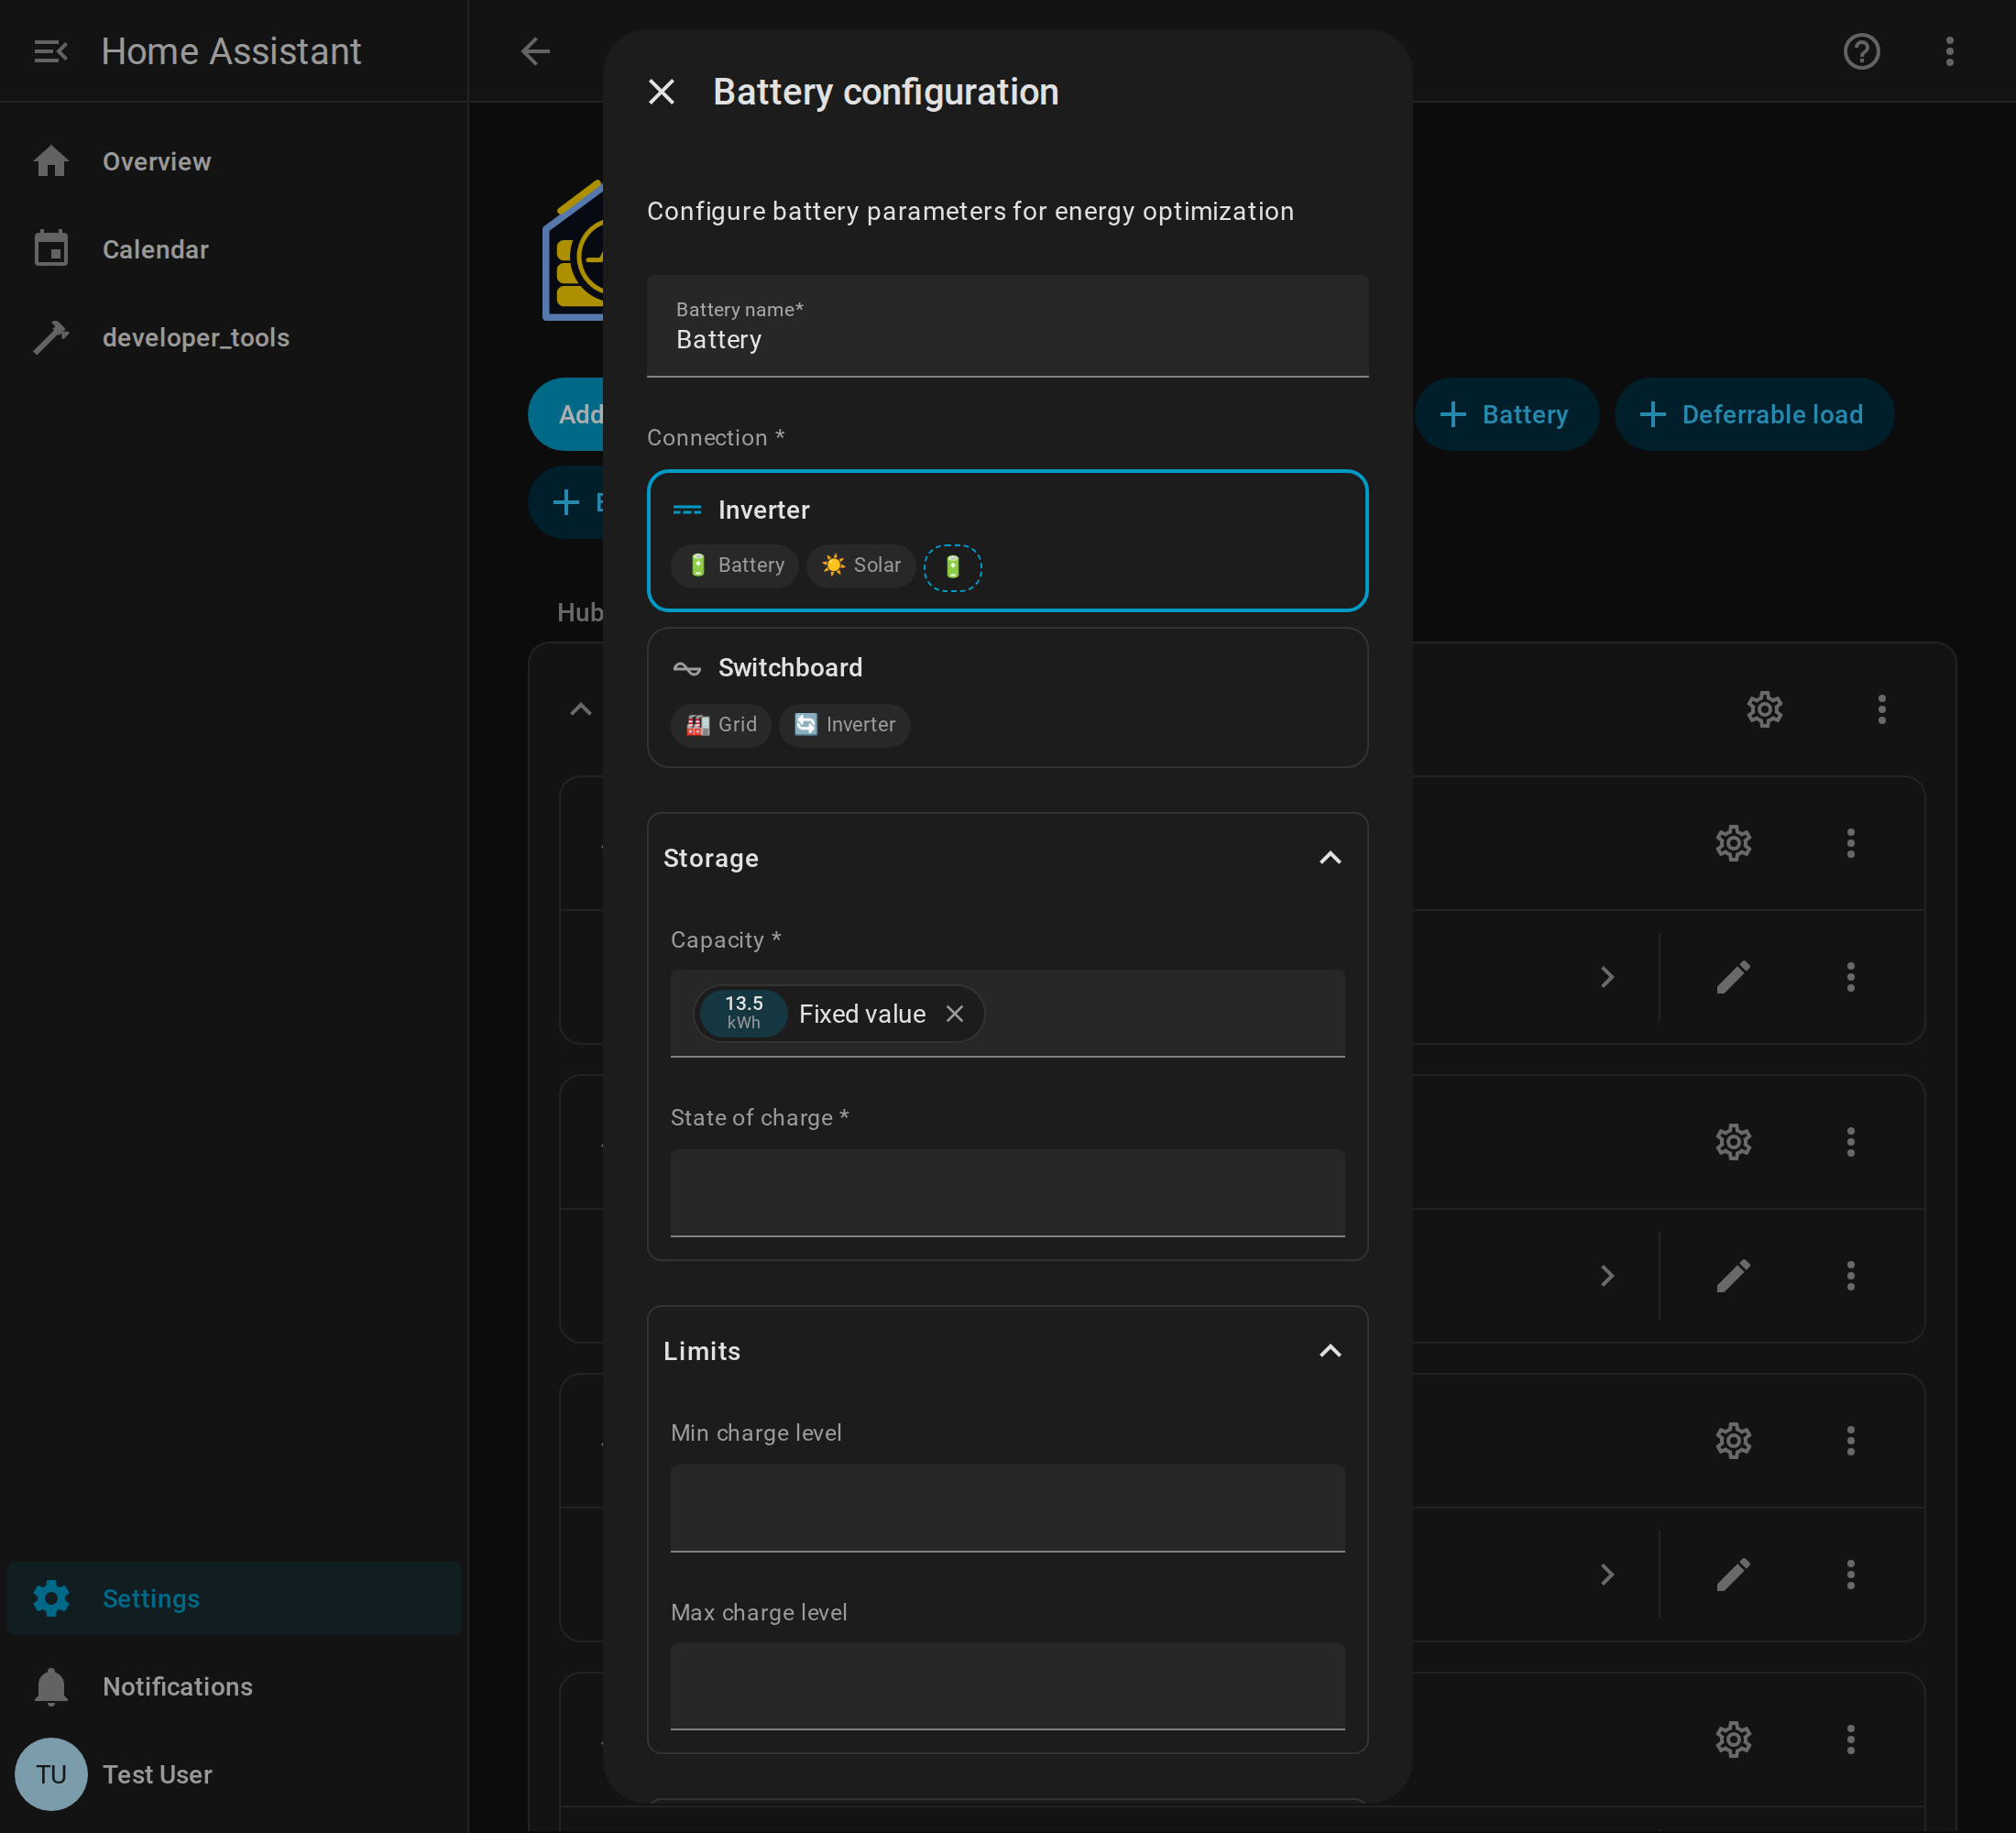 Home Assistant
Overview
Calendar
developer_tools
Settings
Notifications
TU
Test User
Add
Battery
Deferrable load
Hub
Battery configuration
Configure battery parameters for energy optimization
Battery name*
Battery
Connection *
Inverter
Battery
Solar
Switchboard
Grid
Inverter
Storage
Capacity *
13.5
kWh
Fixed value
State of charge *
Limits
Min charge level
Max charge level